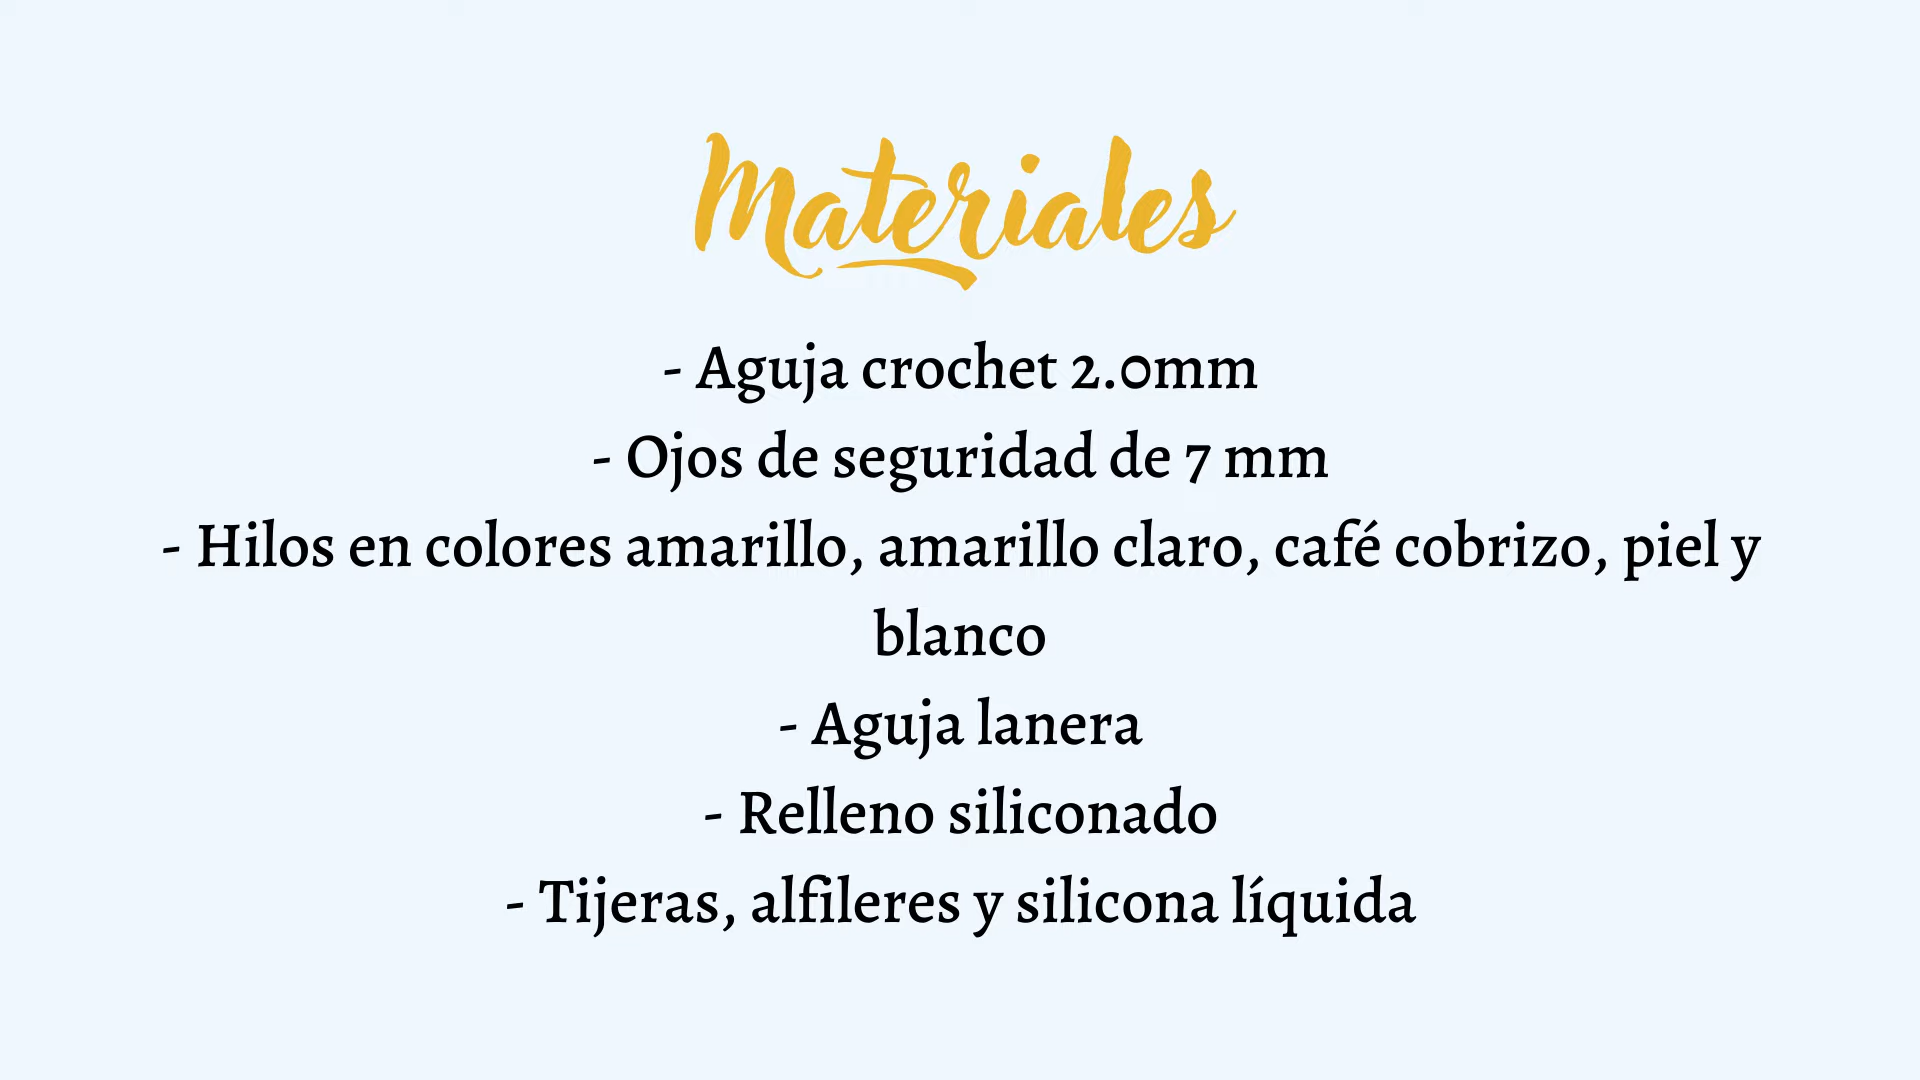 Materiales
- Aguja crochet 2.0mm
- Ojos de seguridad de 7 mm
- Hilos en colores amarillo, amarillo claro, café cobrizo, piel y
blanco
- Aguja lanera
- Relleno siliconado
- Tijeras, alfileres y silicona líquida